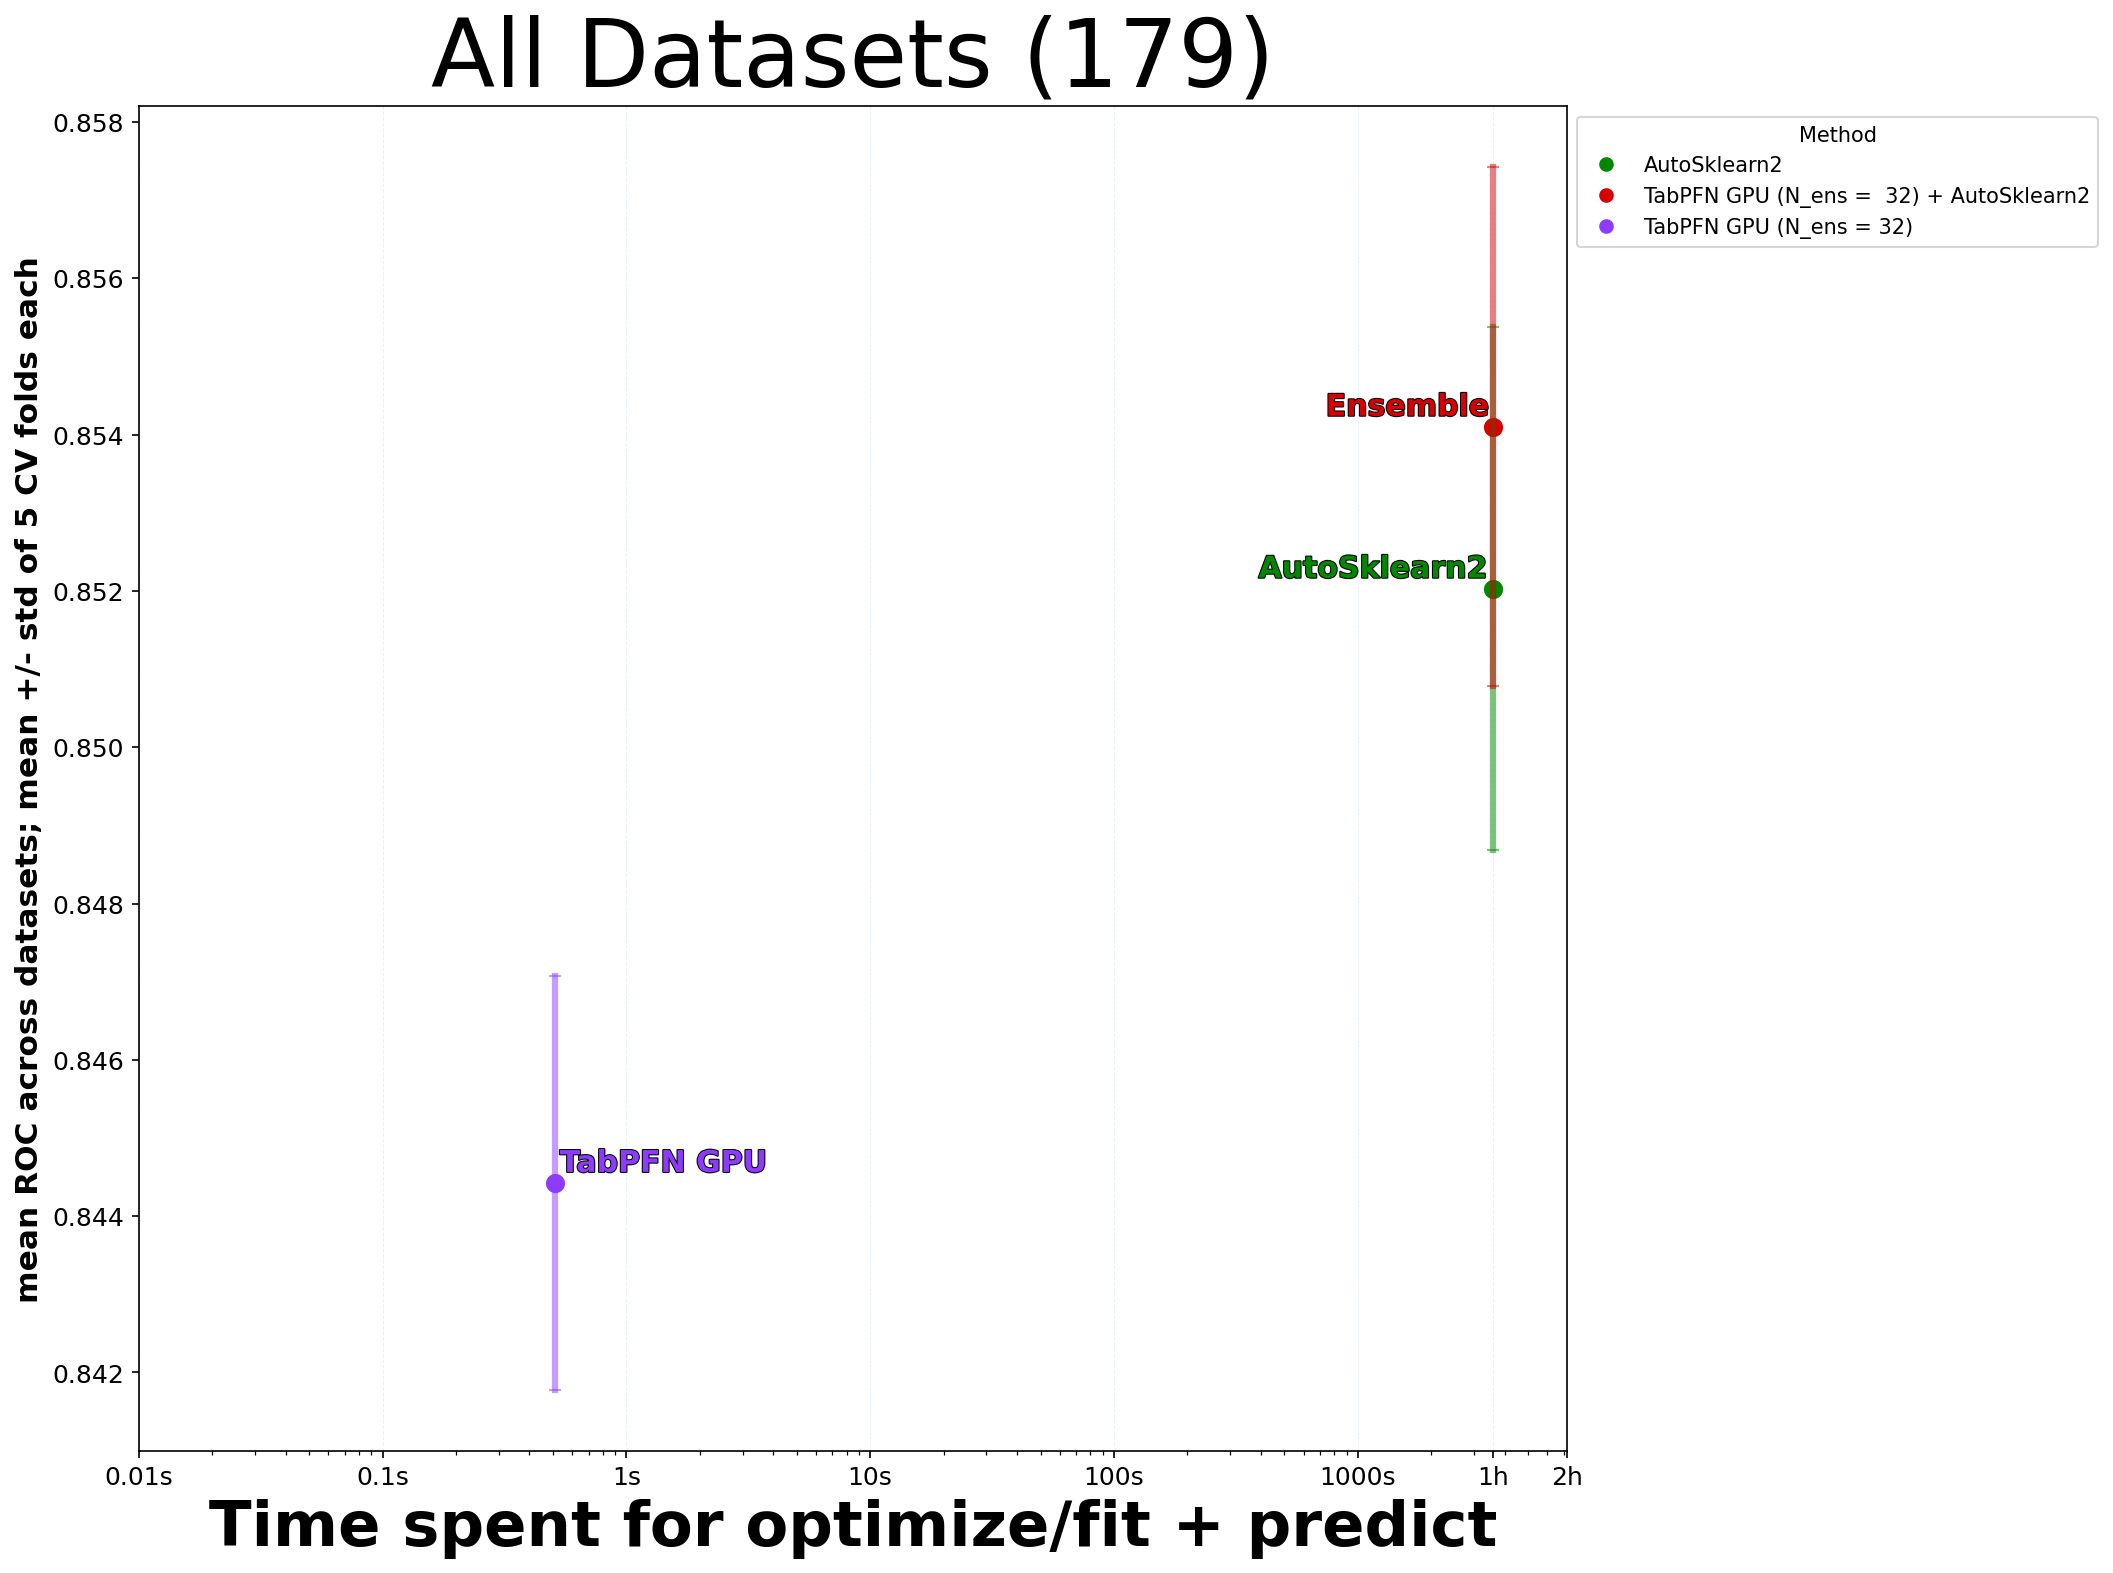 All Datasets (179)
mean ROC across datasets; mean +/- std of 5 CV folds each
0.858
0.856
0.854
0.852
0.850
0.848
0.846
0.844
0.842
Ensemble
AutoSklearn2
TabPFN GPU
0.01s
0.1s
1s
10s
100s
1000s
1h
2h
Time spent for optimize/fit + predict
Method
AutoSklearn2
TabPFN GPU (N_ens =  32) + AutoSklearn2
TabPFN GPU (N_ens = 32)